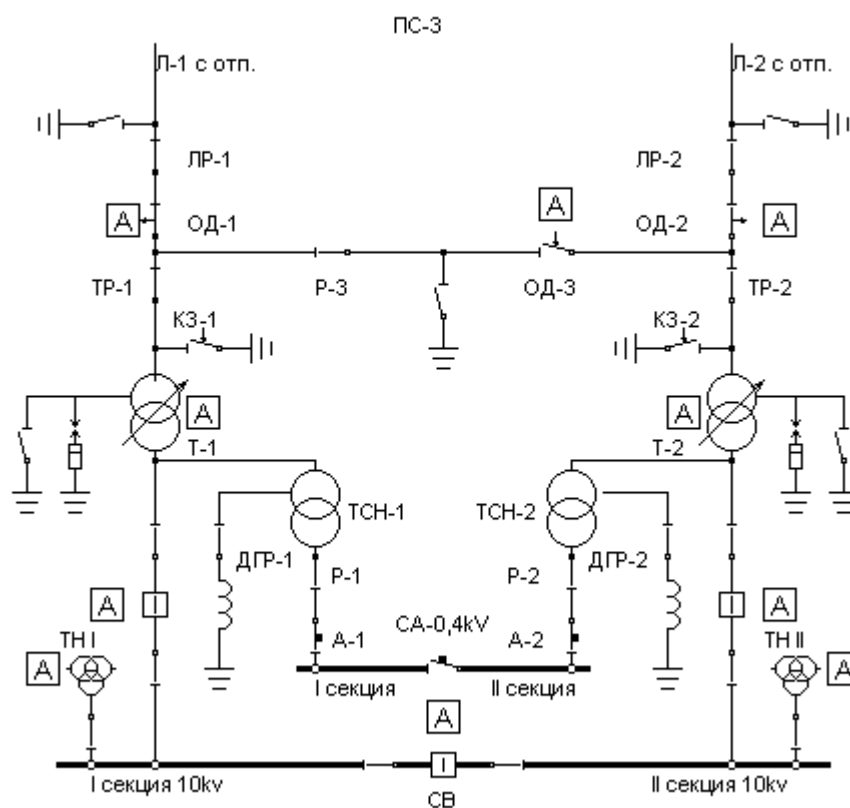 ПС-3
Л-1 с отп.
Л-2 с отп.
ЛР-1
ЛР-2
А
ОД-1
А
ОД-2
А
ТР-1
Р-3
ОД-3
ТР-2
КЗ-1
КЗ-2
А
А
Т-1
Т-2
ТСН-1
ТСН-2
ДГР-1
Р-1
Р-2
ДГР-2
А
I
I
А
ТН I
А-1
СА-0,4kV
А-2
ТН II
А
А
I секция
II секция
А
I
I секция 10kv
СВ
II секция 10kv